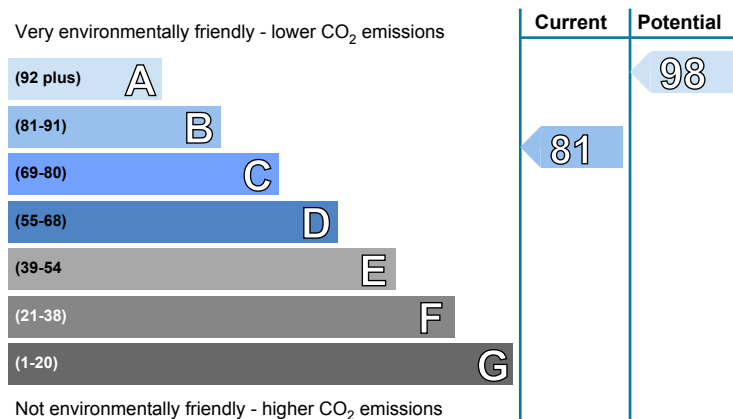 Current Potential
Very environmentally friendly - lower CO2 emissions
(92 plus) A 98
(81-91) B
81
(69-80) C
(55-68) D
(39-54 E
(21-38) F
(1-20) G
Not environmentally friendly - higher CO2 emissions